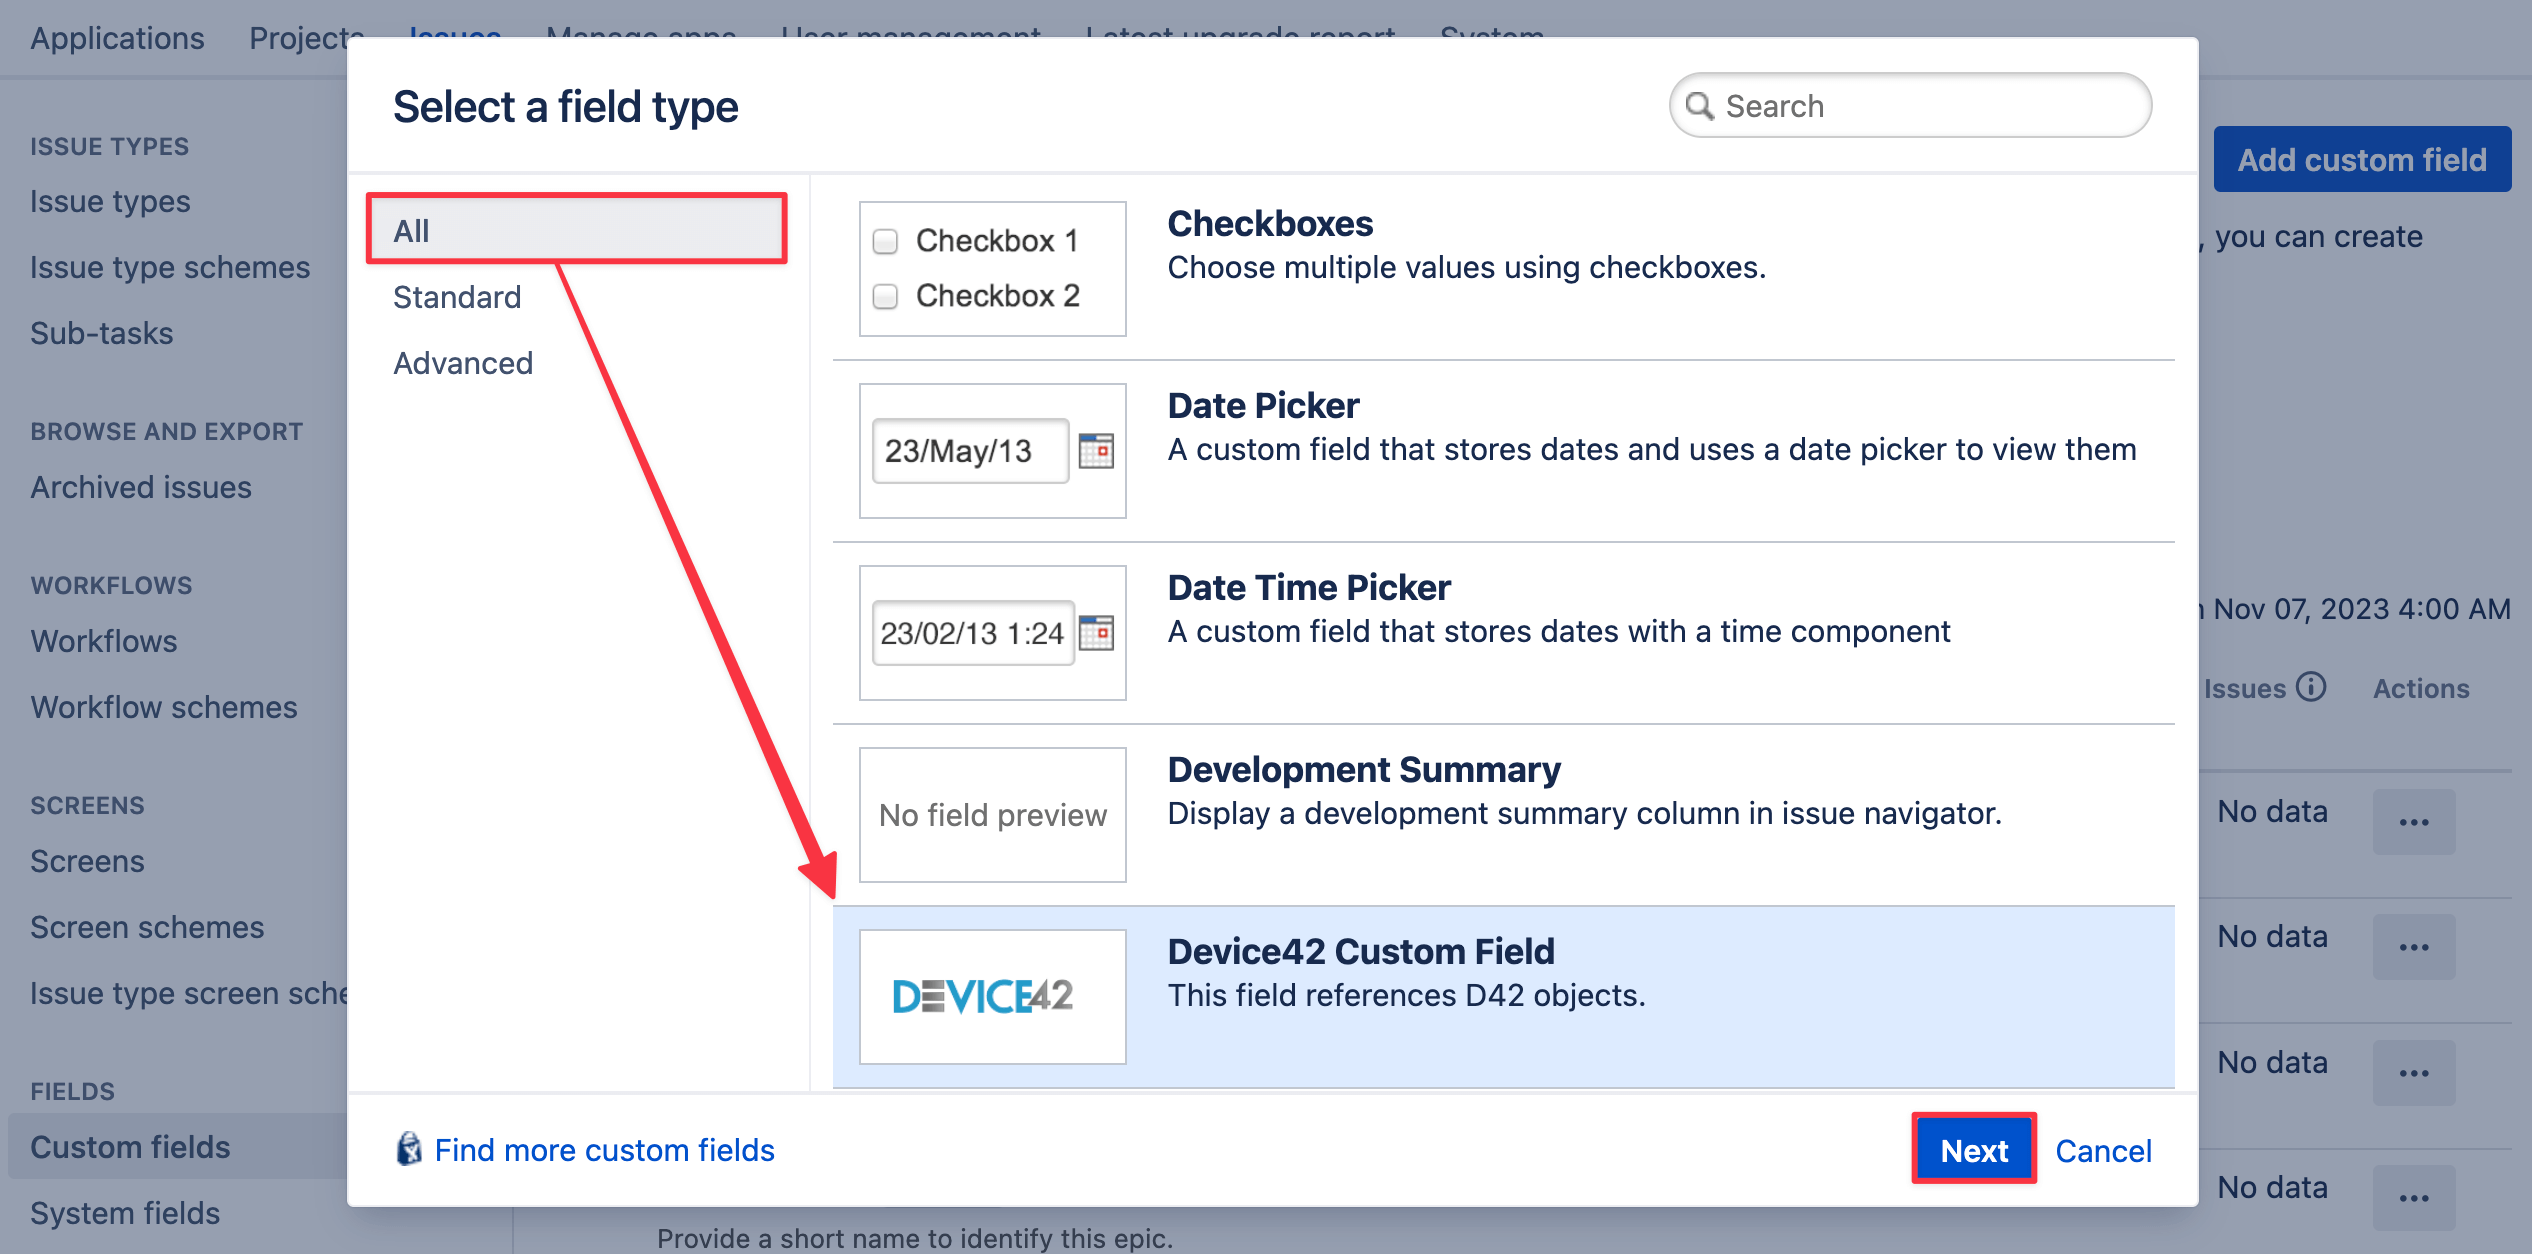 Applications
Projects
Issues
Manage apps
User management
Latest upgrade report
System
Select a field type
Search
ISSUE TYPES
Issue types
Issue type schemes
Sub-tasks
BROWSE AND EXPORT
Archived issues
WORKFLOWS
Workflows
Workflow schemes
SCREENS
Screens
Screen schemes
Issue type screen sche
FIELDS
Custom fields
System fields
All
Standard
Advanced
Checkbox 1
Checkbox 2
Checkboxes
Choose multiple values using checkboxes.
23/May/13
Date Picker
A custom field that stores dates and uses a date picker to view them
23/02/13 1:24
Date Time Picker
A custom field that stores dates with a time component
No field preview
Development Summary
Display a development summary column in issue navigator.
DEVICE42
Device42 Custom Field
This field references D42 objects.
Find more custom fields
Next
Cancel
Add custom field
, you can create
Nov 07, 2023 4:00 AM
Issues
Actions
No data
No data
No data
No data
Provide a short name to identify this epic.